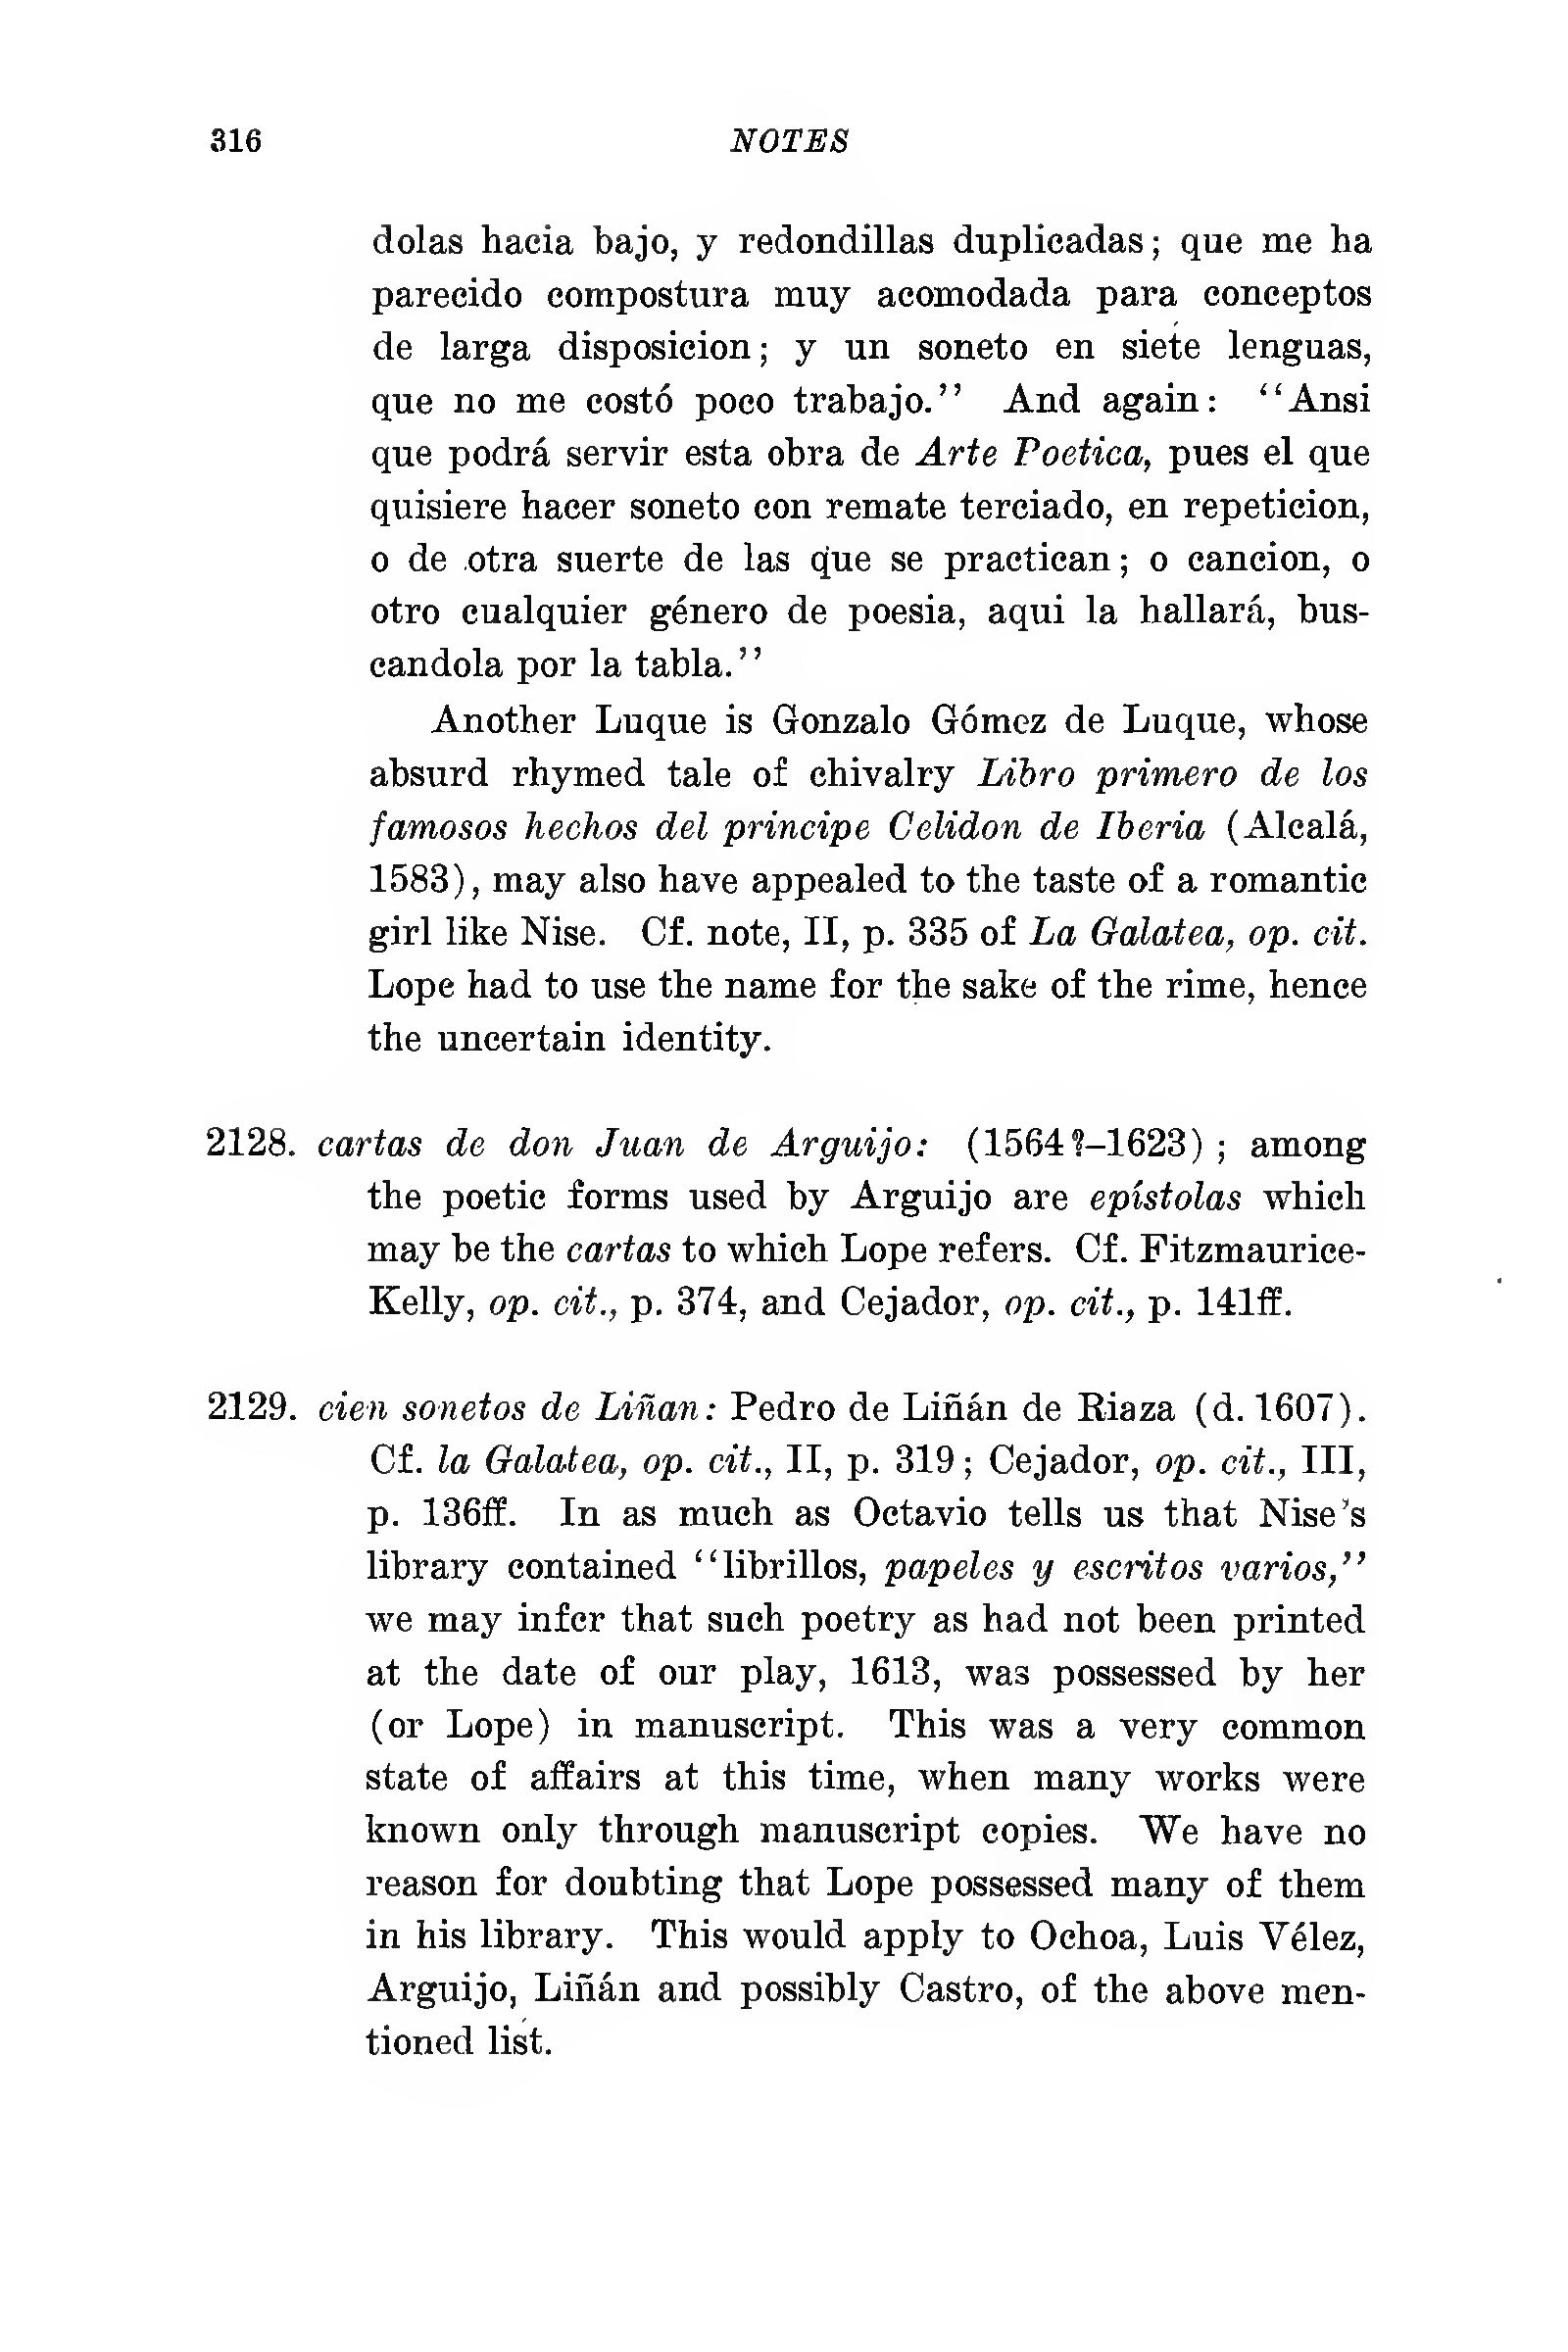 316 NOTES
dolas hacia bajo, y redondillas duplicadas; que me ha
parecido compostura muy acomodada para conceptos
de larga disposicion; y un soneto en siete lenguas,
que no me costó poco trabajo.'' And again: ''Ansi
que podrá servir esta obra de Arte Poetica, pues el que
quisiere hacer soneto con remate terciado, en repeticion,
o de otra suerte de las que se practican; o cancion, o
otro cualquier género de poesia, aqui la hallará, bus-
candola por la tabla.''
Another Luque is Gonzalo Gómez de Luque, whose
absurd rhymed tale of chivalry Libro primero de los
famosos hechos del principe Celidon de Iberia (Alcalá,
1583), may also have appealed to the taste of a romantic
girl like Nise. Cf. note, II, p. 335 of La Galatea, op. cit.
Lope had to use the name for the sake of the rime, hence
the uncertain identity.
2128. cartas de don Juan de Arguijo: (1564?–1623); among
the poetic forms used by Arguijo are epístolas which
may be the cartas to which Lope refers. Cf. Fitzmaurice-
Kelly, op. cit., p. 374, and Cejador, op. cit., p. 141ff.
2129. cien sonetos de Liñan: Pedro de Liñán de Riaza (d. 1607).
Cf. la Galatea, op. cit., II, p. 319; Cejador, op. cit., III,
p. 136ff. In as much as Octavio tells us that Nise's
library contained ''librillos, papeles y escritos varios,''
we may infer that such poetry as had not been printed
at the date of our play, 1613, was possessed by her
(or Lope) in manuscript. This was a very common
state of affairs at this time, when many works were
known only through manuscript copies. We have no
reason for doubting that Lope possessed many of them
in his library. This would apply to Ochoa, Luis Vélez,
Arguijo, Liñán and possibly Castro, of the above men-
tioned list.